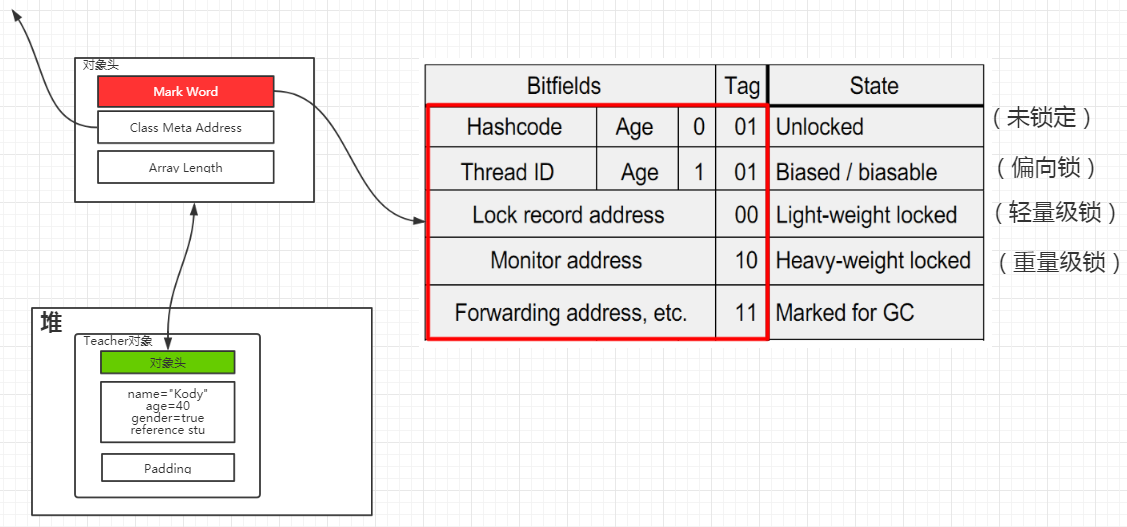 对象头
Mark Word
Class Meta Address
Array Length
堆
Teacher对象
对象头
name="Kody"
age=40
gender=true
reference stu
Padding
Bitfields Tag State
Hashcode Age 0 01 Unlocked (未锁定)
Thread ID Age 1 01 Biased / biasable (偏向锁)
Lock record address 00 Light-weight locked (轻量级锁)
Monitor address 10 Heavy-weight locked (重量级锁)
Forwarding address, etc. 11 Marked for GC